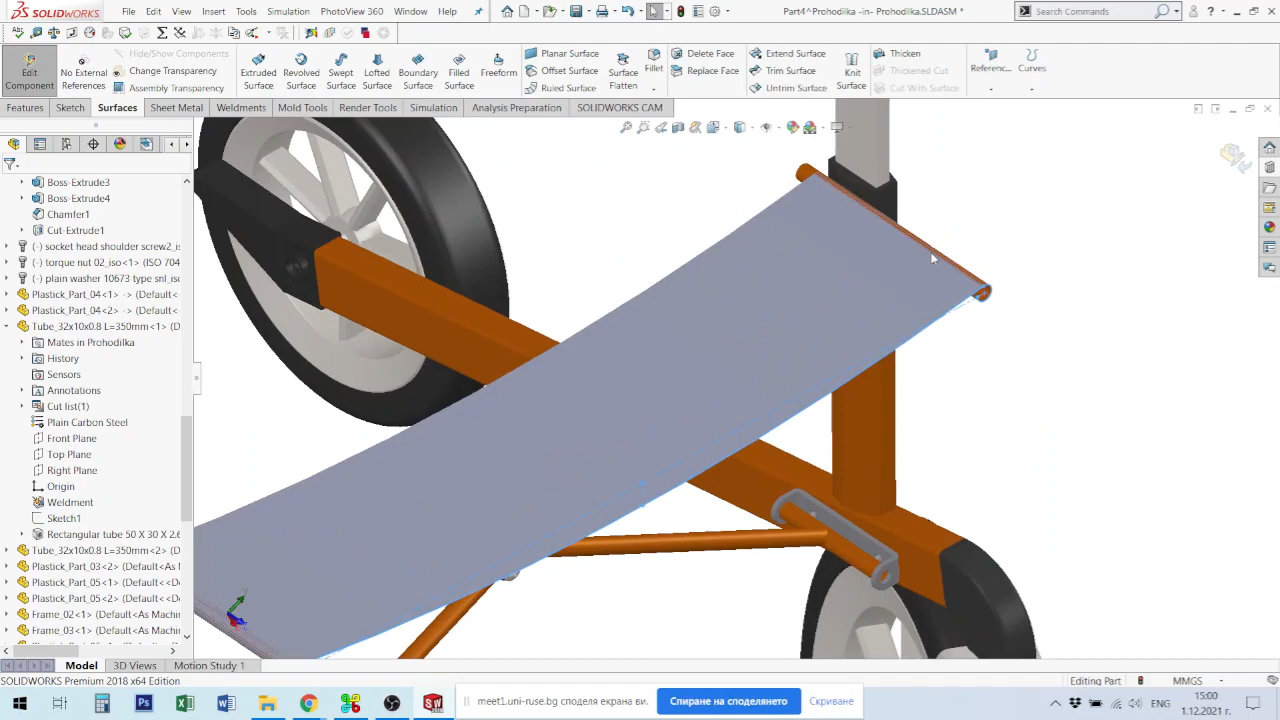 SOLIDWORKS File Edit View Insert Tools PhotoView 360 Window Help Part4^Prohodilka -in- Prohodilka.SLDASM * Search Commands
Edit Component
No External References
Hide/Show Components
Change Transparency
Assembly Transparency
Extruded Surface
Revolved Surface
Swept Surface
Lofted Surface
Boundary Surface
Filled Surface
Freeform
Planar Surface
Offset Surface
Ruled Surface
Surface Flatten
Fillet
Delete Face
Replace Face
Extend Surface
Trim Surface
Untrim Surface
Knit Surface
Thicken
Thickened Cut
Cut With Surface
Referenc...
Curves
Features Sketch Surfaces Sheet Metal Weldments Mold Tools Render Tools Simulation Analysis Preparation SOLIDWORKS CAM
Boss-Extrude3
Boss-Extrude4
Chamfer1
Cut-Extrude1
(-) socket head shoulder screw2_is
(-) torque nut 02_iso<1> (ISO 704
(-) plain washer 10673 type snl_iso
Plastick_Part_04<1> -> (Default<
Plastick_Part_04<2> -> (Default<
Tube_32x10x0.8 L=350mm<1> (D
Mates in Prohodilka
History
Sensors
Annotations
Cut list(1)
Plain Carbon Steel
Front Plane
Top Plane
Right Plane
Origin
Weldment
Sketch1
Rectangular tube 50 X 30 X 2.6
Tube_32x10x0.8 L=350mm<2> (D
Plastick_Part_03<2> (Default<As M
Plastick_Part_05<1> (Default<As
Plastick_Part_05<2> (Default<As
Frame_02<1> (Default<As Machin
Frame_03<1> (Default<As Machin
Model 3D Views Motion Study 1
SOLIDWORKS Premium 2018 x64 Edition Editing Part MMGS
meet1.uni-ruse.bg споделя екрана ви. Спиране на споделянето Скриване
ENG 15:00
1.12.2021 г.